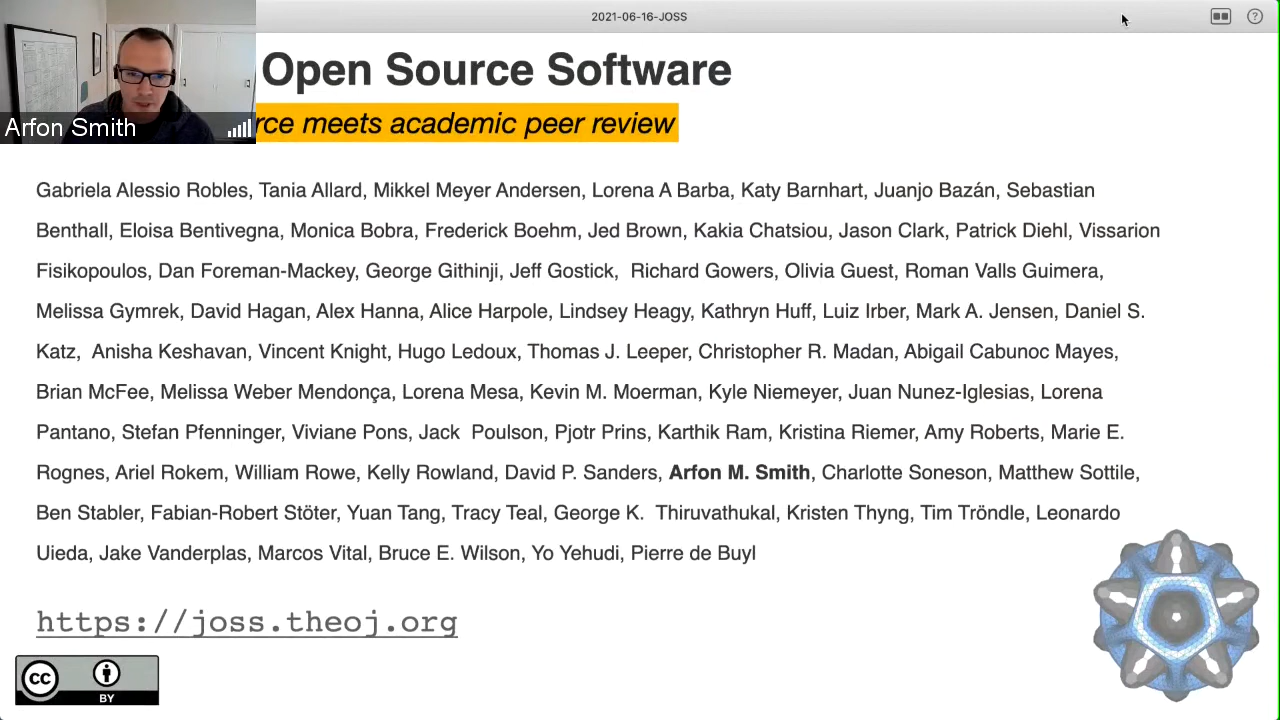 2021-06-16-JOSS
Open Source Software
rce meets academic peer review
Arfon Smith
Gabriela Alessio Robles, Tania Allard, Mikkel Meyer Andersen, Lorena A Barba, Katy Barnhart, Juanjo Bazán, Sebastian
Benthall, Eloisa Bentivegna, Monica Bobra, Frederick Boehm, Jed Brown, Kakia Chatsiou, Jason Clark, Patrick Diehl, Vissarion
Fisikopoulos, Dan Foreman-Mackey, George Githinji, Jeff Gostick, Richard Gowers, Olivia Guest, Roman Valls Guimera,
Melissa Gymrek, David Hagan, Alex Hanna, Alice Harpole, Lindsey Heagy, Kathryn Huff, Luiz Irber, Mark A. Jensen, Daniel S.
Katz, Anisha Keshavan, Vincent Knight, Hugo Ledoux, Thomas J. Leeper, Christopher R. Madan, Abigail Cabunoc Mayes,
Brian McFee, Melissa Weber Mendonça, Lorena Mesa, Kevin M. Moerman, Kyle Niemeyer, Juan Nunez-Iglesias, Lorena
Pantano, Stefan Pfenninger, Viviane Pons, Jack Poulson, Pjotr Prins, Karthik Ram, Kristina Riemer, Amy Roberts, Marie E.
Rognes, Ariel Rokem, William Rowe, Kelly Rowland, David P. Sanders, Arfon M. Smith, Charlotte Soneson, Matthew Sottile,
Ben Stabler, Fabian-Robert Stöter, Yuan Tang, Tracy Teal, George K. Thiruvathukal, Kristen Thyng, Tim Tröndle, Leonardo
Uieda, Jake Vanderplas, Marcos Vital, Bruce E. Wilson, Yo Yehudi, Pierre de Buyl
https://joss.theoj.org
cc
BY